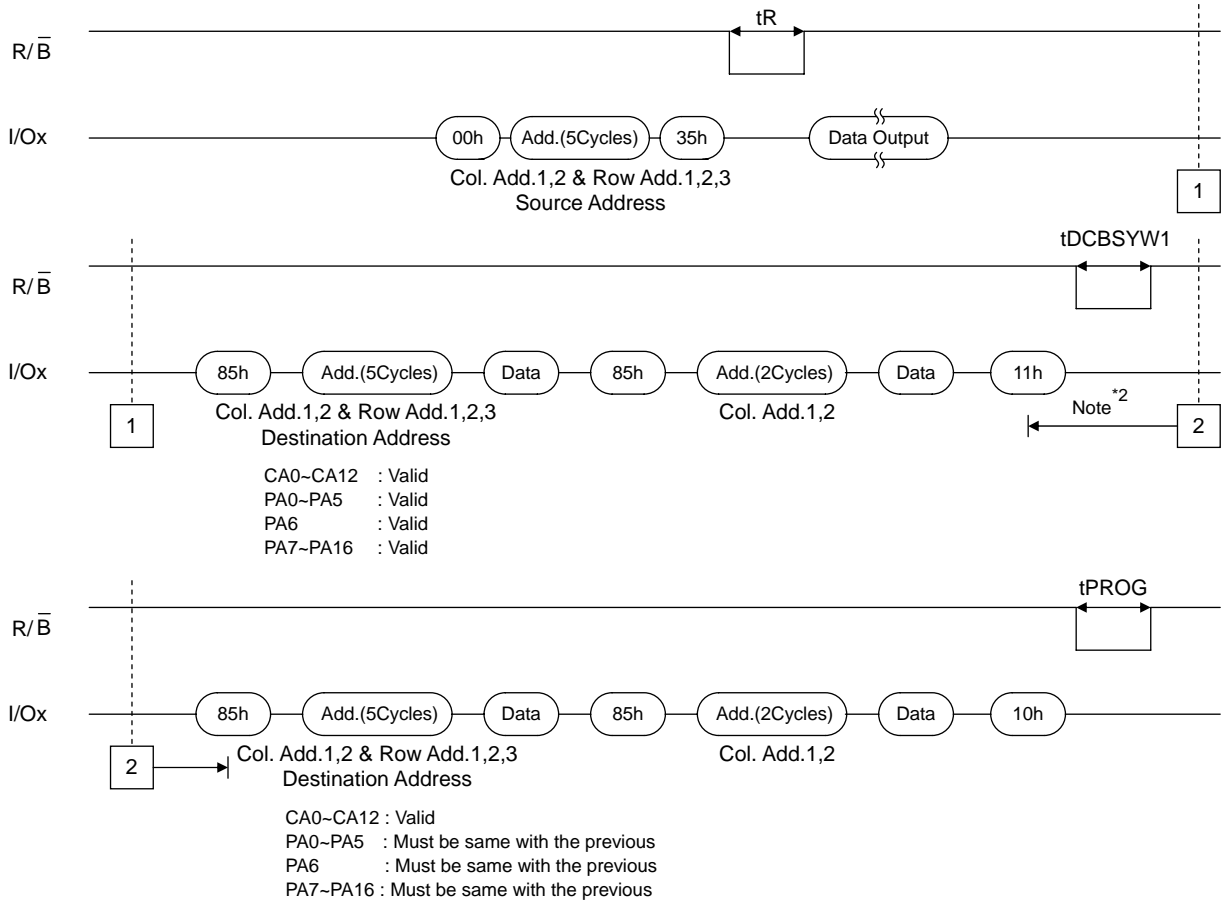 tR
R/B
1
I/Ox
00h
Add.(5Cycles)
35h
Data Output
Col. Add.1,2 & Row Add.1,2,3
Source Address
tDCBSYW1
R/B
I/Ox
85h
Add.(5Cycles)
Data
85h
Add.(2Cycles)
Data
11h
1
Col. Add.1,2 & Row Add.1,2,3
Destination Address
Col. Add.1,2
Note*2
2
CA0~CA12 : Valid
PA0~PA5 : Valid
PA6 : Valid
PA7~PA16 : Valid
tPROG
R/B
I/Ox
85h
Add.(5Cycles)
Data
85h
Add.(2Cycles)
Data
10h
2
Col. Add.1,2 & Row Add.1,2,3
Destination Address
Col. Add.1,2
CA0~CA12 : Valid
PA0~PA5 : Must be same with the previous
PA6 : Must be same with the previous
PA7~PA16 : Must be same with the previous